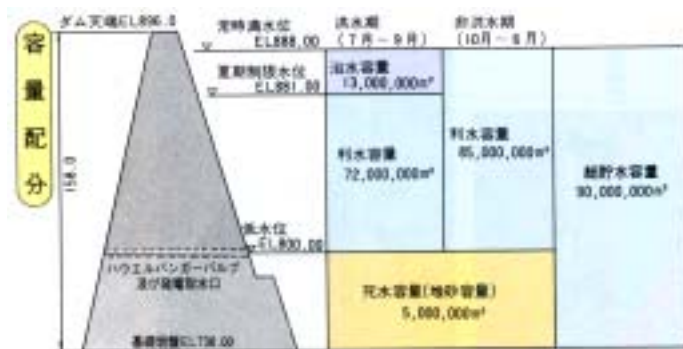 容量配分
ダム天端EL896.0
常時満水位
EL888.00
洪水期
(7月〜9月)
非洪水期
(10月〜6月)
夏期制限水位
EL881.00
治水容量
13,000,000m³
利水容量
72,000,000m³
利水容量
85,000,000m³
総貯水容量
90,000,000m³
158.0
低水位
EL800.00
ハウエルバンガーバルブ
及び発電取水口
死水容量(堆砂容量)
5,000,000m³
基礎岩盤EL738.00